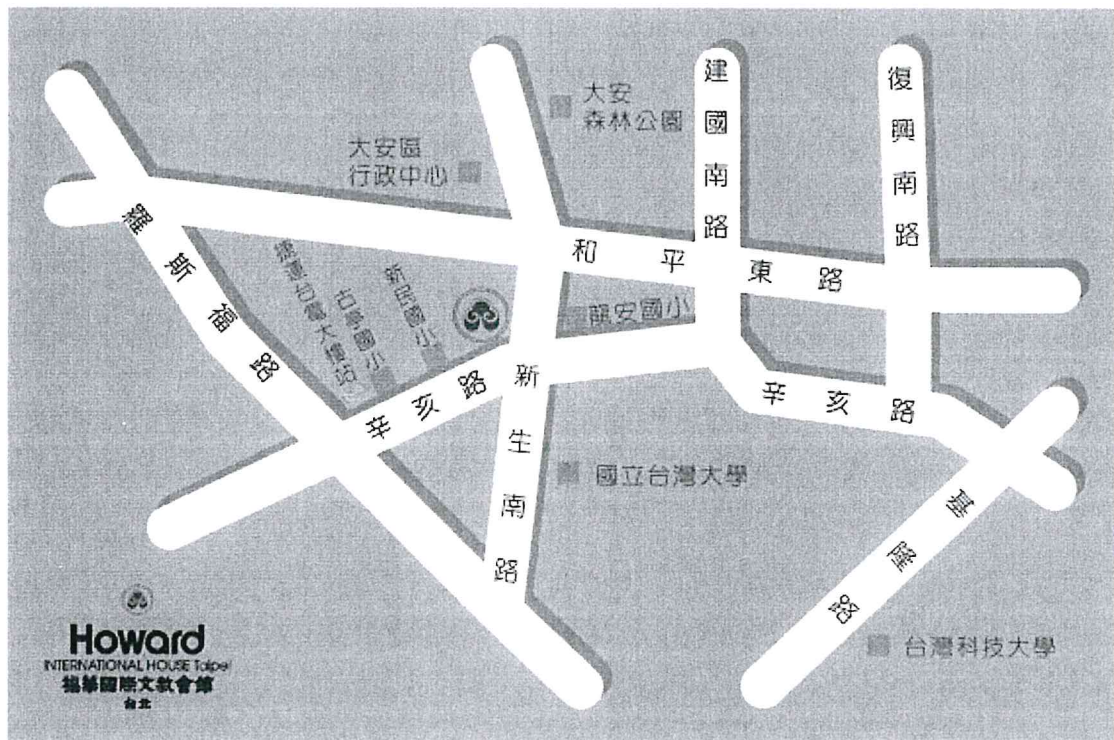 建國南路
復興南路
大安
森林公園
大安區
行政中心
羅斯福路
和平東路
捷運台電大樓站
古亭國小
新民國小
龍安國小
辛亥路
新生南路
辛亥路
國立台灣大學
基隆路
台灣科技大學
Howard
INTERNATIONAL HOUSE Taipei
福華國際文教會館
台北